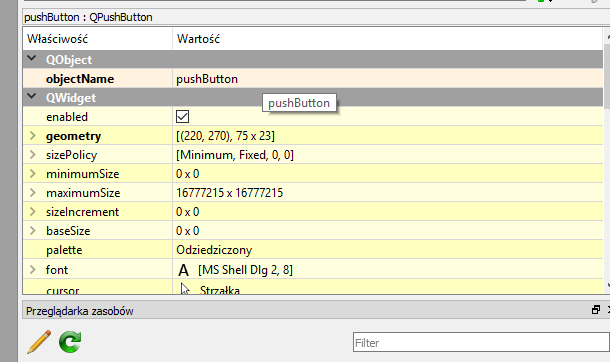 pushButton : QPushButton
Właściwość Wartość
QObject
objectName pushButton
QWidget
pushButton
enabled
geometry [(220, 270), 75 x 23]
sizePolicy [Minimum, Fixed, 0, 0]
minimumSize 0 x 0
maximumSize 16777215 x 16777215
sizeIncrement 0 x 0
baseSize 0 x 0
palette Odziedziczony
font A [MS Shell Dlg 2, 8]
cursor Strzałka
Przeglądarka zasobów
Filter